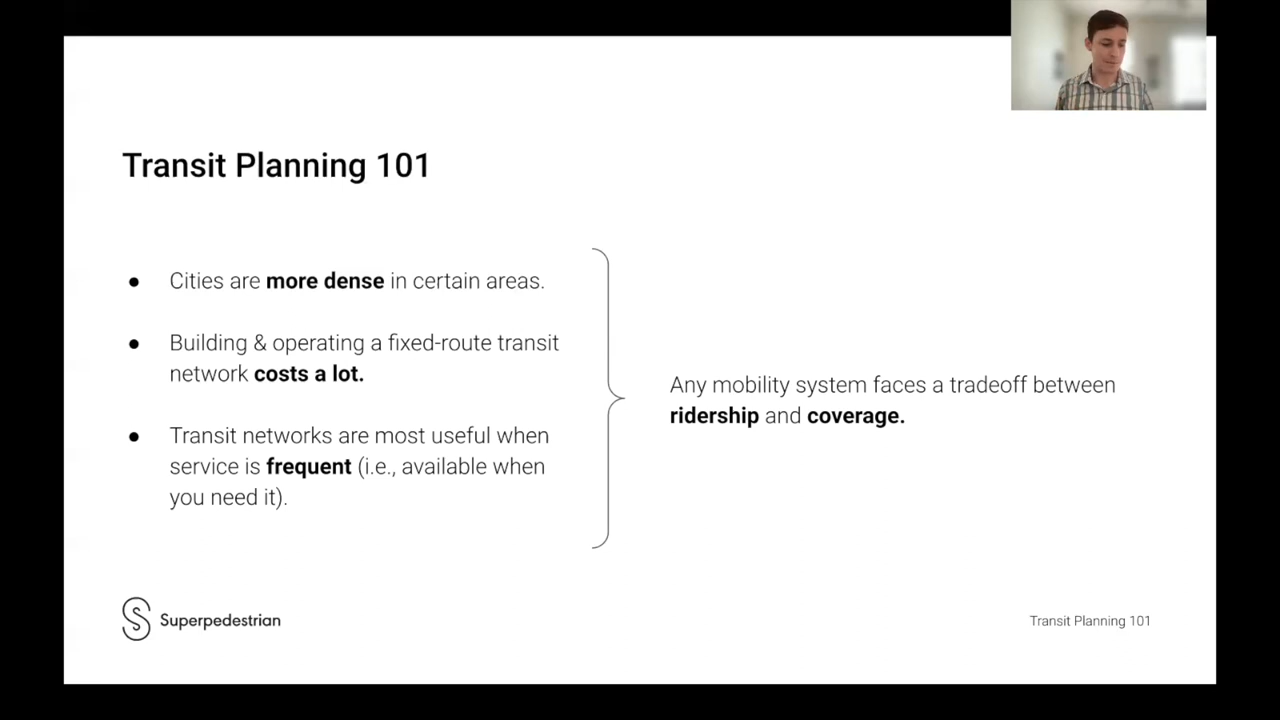 Transit Planning 101
● Cities are more dense in certain areas.
● Building & operating a fixed-route transit
network costs a lot.
● Transit networks are most useful when
service is frequent (i.e., available when
you need it).
Any mobility system faces a tradeoff between
ridership and coverage.
Superpedestrian
Transit Planning 101